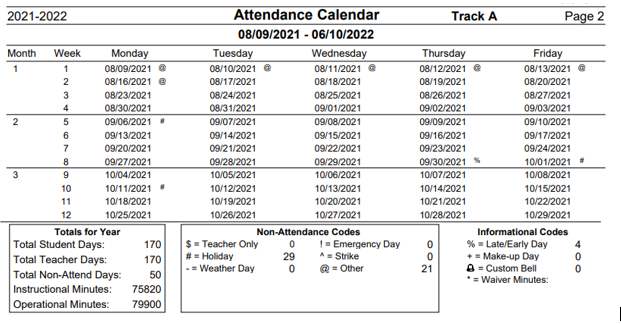 2021-2022 Attendance Calendar Track A Page 2
08/09/2021 - 06/10/2022
Month Week Monday Tuesday Wednesday Thursday Friday
1 1 08/09/2021 @ 08/10/2021 @ 08/11/2021 @ 08/12/2021 @ 08/13/2021 @
2 08/16/2021 @ 08/17/2021 08/18/2021 08/19/2021 08/20/2021
3 08/23/2021 08/24/2021 08/25/2021 08/26/2021 08/27/2021
4 08/30/2021 08/31/2021 09/01/2021 09/02/2021 09/03/2021
2 5 09/06/2021 # 09/07/2021 09/08/2021 09/09/2021 09/10/2021
6 09/13/2021 09/14/2021 09/15/2021 09/16/2021 09/17/2021
7 09/20/2021 09/21/2021 09/22/2021 09/23/2021 09/24/2021
8 09/27/2021 09/28/2021 09/29/2021 09/30/2021 % 10/01/2021 #
3 9 10/04/2021 10/05/2021 10/06/2021 10/07/2021 10/08/2021
10 10/11/2021 # 10/12/2021 10/13/2021 10/14/2021 10/15/2021
11 10/18/2021 10/19/2021 10/20/2021 10/21/2021 10/22/2021
12 10/25/2021 10/26/2021 10/27/2021 10/28/2021 10/29/2021
Totals for Year
Total Student Days: 170
Total Teacher Days: 170
Total Non-Attend Days: 50
Instructional Minutes: 75820
Operational Minutes: 79900
Non-Attendance Codes
$ = Teacher Only 0 ! = Emergency Day 0
# = Holiday 29 ^ = Strike 0
- = Weather Day 0 @ = Other 21
Informational Codes
% = Late/Early Day 4
+ = Make-up Day 0
= Custom Bell 0
* = Waiver Minutes: